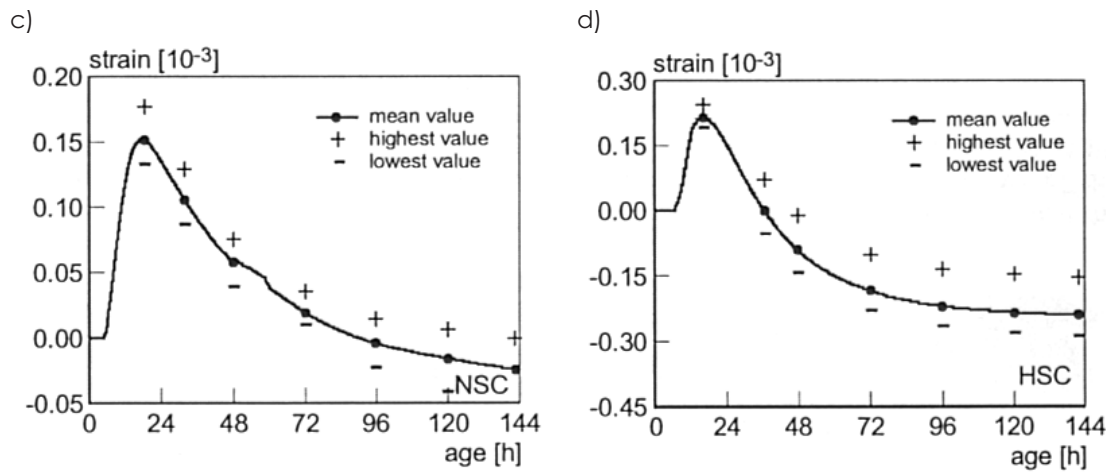 c)
strain [10-3]
0.20
0.15
0.10
0.05
0.00
-0.05
mean value
highest value
lowest value
NSC
0 24 48 72 96 120 144
age [h]
d)
strain [10-3]
0.30
0.15
0.00
-0.15
-0.30
-0.45
mean value
highest value
lowest value
HSC
0 24 48 72 96 120 144
age [h]